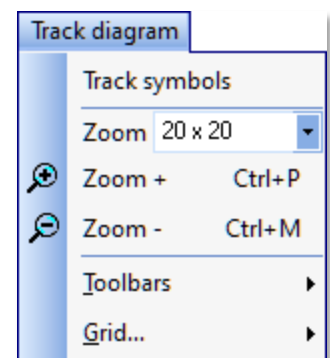 Track diagram
Track symbols
Zoom 20 x 20
Zoom + Ctrl+P
Zoom - Ctrl+M
Toolbars
Grid...